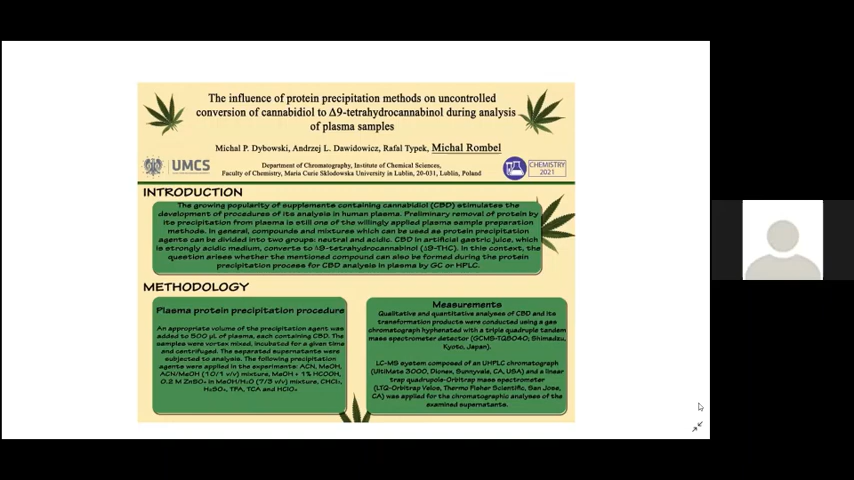 The influence of protein precipitation methods on uncontrolled
conversion of cannabidiol to Δ9-tetrahydrocannabinol during analysis
of plasma samples
Michal P. Dybowski, Andrzej L. Dawidowicz, Rafal Typek, Michal Rombel
UMCS
Department of Chromatography, Institute of Chemical Sciences,
Faculty of Chemistry, Maria Curie Sklodowska University in Lublin, 20-031, Lublin, Poland
CHEMISTRY
2021
INTRODUCTION
The growing popularity of supplements containing cannabidiol (CBD) stimulates the
development of procedures of its analysis in human plasma. Preliminary removal of protein by
its precipitation from plasma is still one of the willingly applied plasma sample preparation
methods. In general, compounds and mixtures which can be used as protein precipitation
agents can be divided into two groups: neutral and acidic. CBD in artificial gastric juice, which
is strongly acidic medium, converts to Δ9-tetrahydrocannabinol (Δ9-THC). In this context, the
question arises whether the mentioned compound can also be formed during the protein
precipitation process for CBD analysis in plasma by GC or HPLC.
METHODOLOGY
Plasma protein precipitation procedure
An appropriate volume of the precipitation agent was
added to 500 µL of plasma, each containing CBD. The
samples were vortex mixed, incubated for a given time
and centrifuged. The separated supernatants were
subjected to analysis. The following precipitation
agents were applied in the experiments: ACN, MeOH,
ACN/MeOH (10/1 v/v) mixture, MeOH + 1% HCOOH,
0.2 M ZnSO₄ in MeOH/H₂O (7/3 v/v) mixture, CHCl₃,
H₂SO₄, TFA, TCA and HClO₄
Measurements
Qualitative and quantitative analyses of CBD and its
transformation products were conducted using a gas
chromatograph hyphenated with a triple quadruple tandem
mass spectrometer detector (GCMS-TQ8040; Shimadzu,
Kyoto, Japan).
LC-MS system composed of an UHPLC chromatograph
(UltiMate 3000, Dionex, Sunnyvale, CA, USA) and a linear
trap quadrupole-Orbitrap mass spectrometer
(LTQ-Orbitrap Velos, Thermo Fisher Scientific, San Jose,
CA) was applied for the chromatographic analyses of the
examined supernatants.